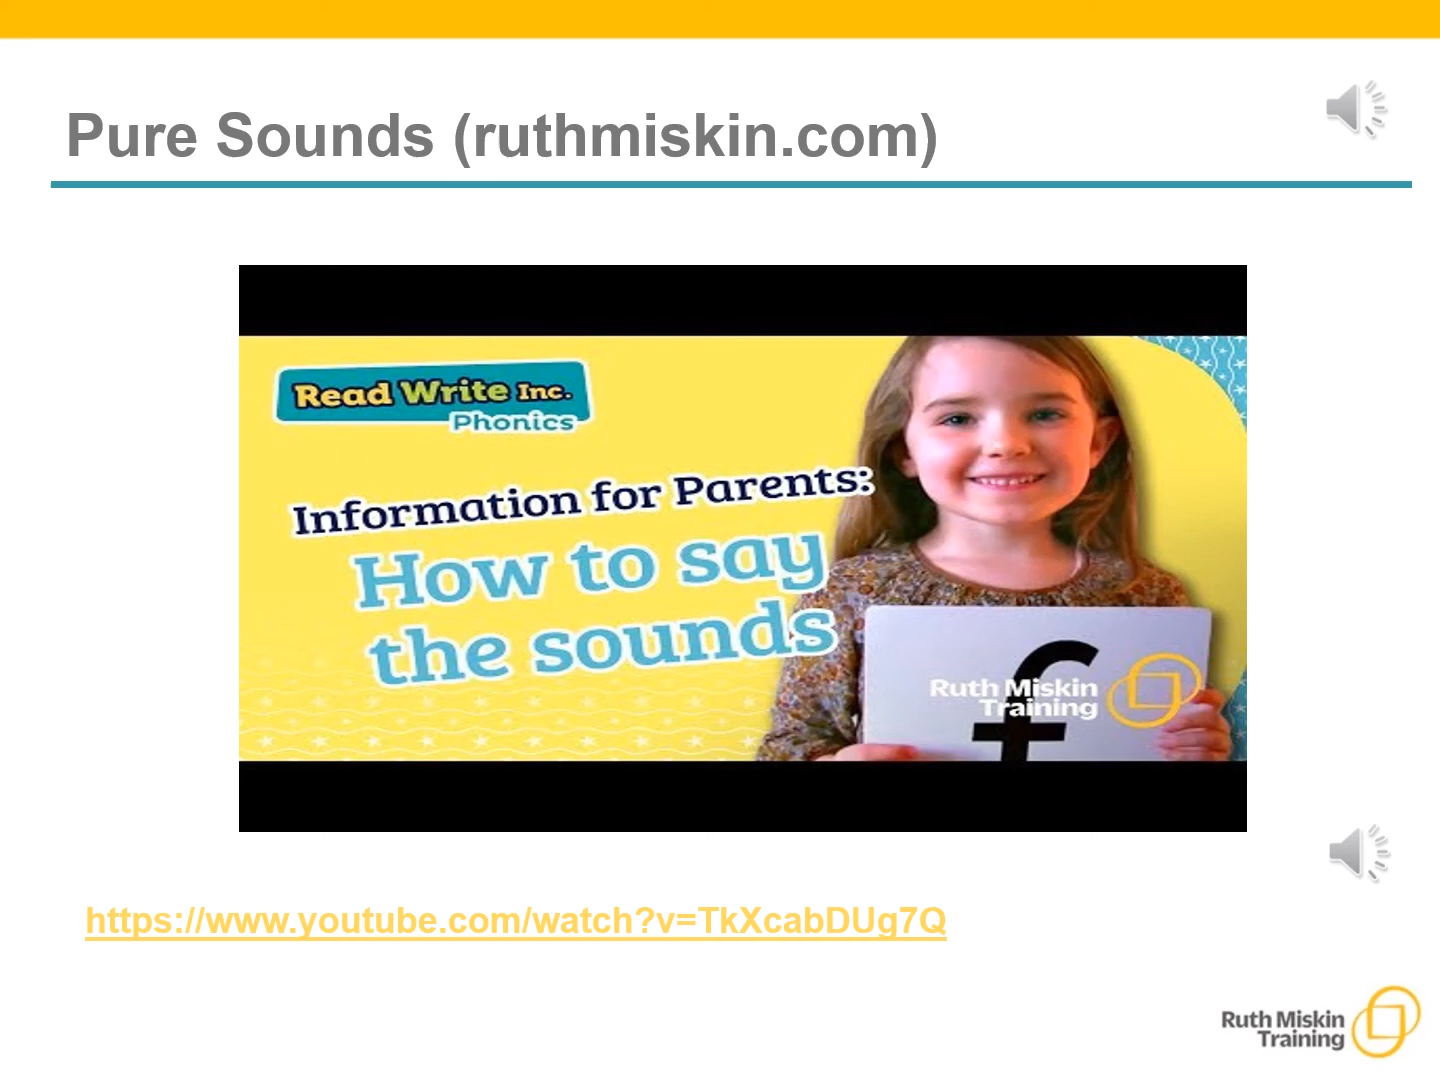 Pure Sounds (ruthmiskin.com)
Read Write Inc.
Phonics
Information for Parents:
How to say
the sounds
f
Ruth Miskin
Training
https://www.youtube.com/watch?v=TkXcabDUg7Q
Ruth Miskin
Training